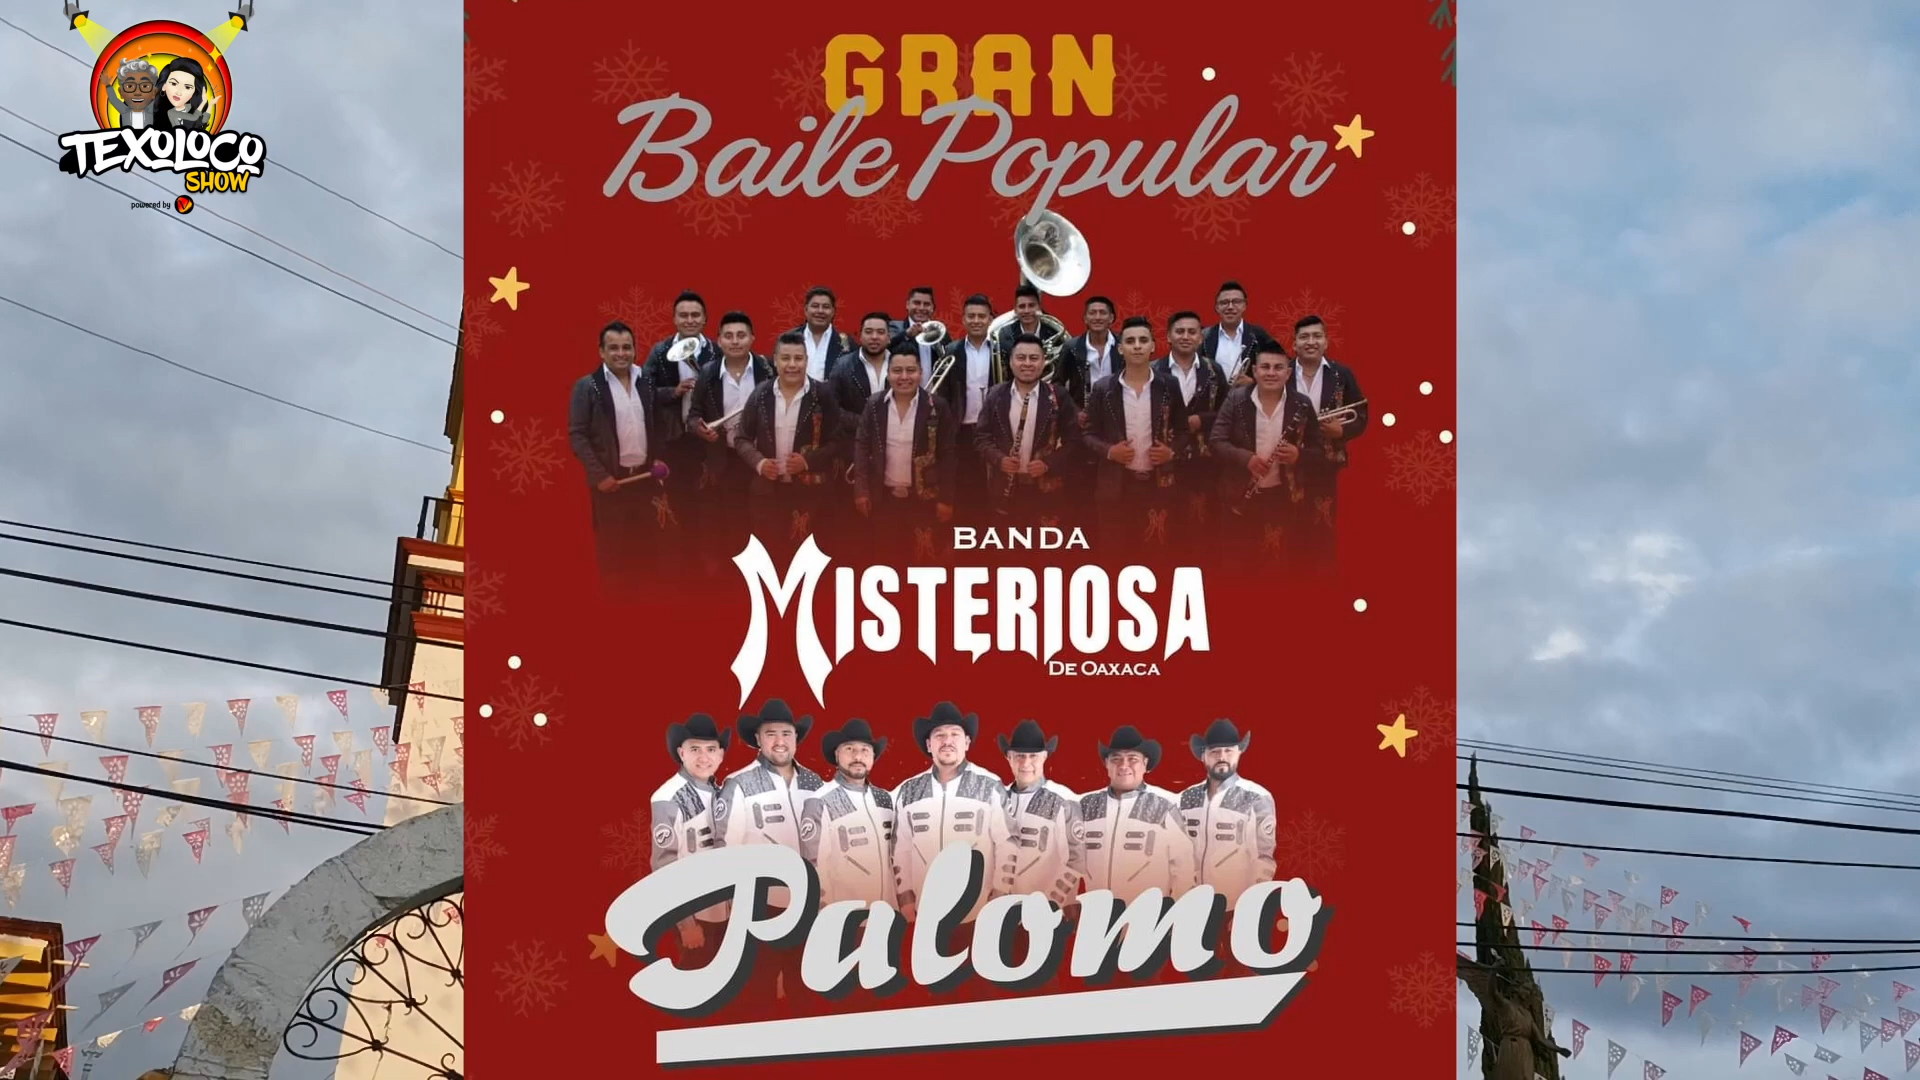 TEXOLOCO
SHOW
powered by
GRAN
Baile Popular
BANDA
MISTERIOSA
DE OAXACA
Palomo